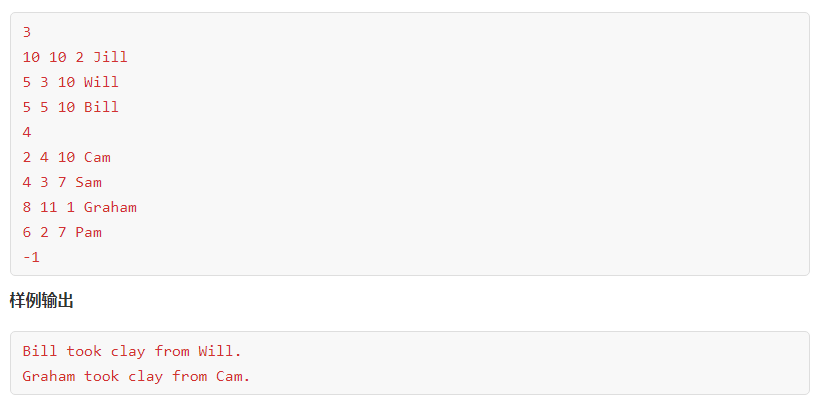 3
10 10 2 Jill
5 3 10 Will
5 5 10 Bill
4
2 4 10 Cam
4 3 7 Sam
8 11 1 Graham
6 2 7 Pam
-1
样例输出
Bill took clay from Will.
Graham took clay from Cam.